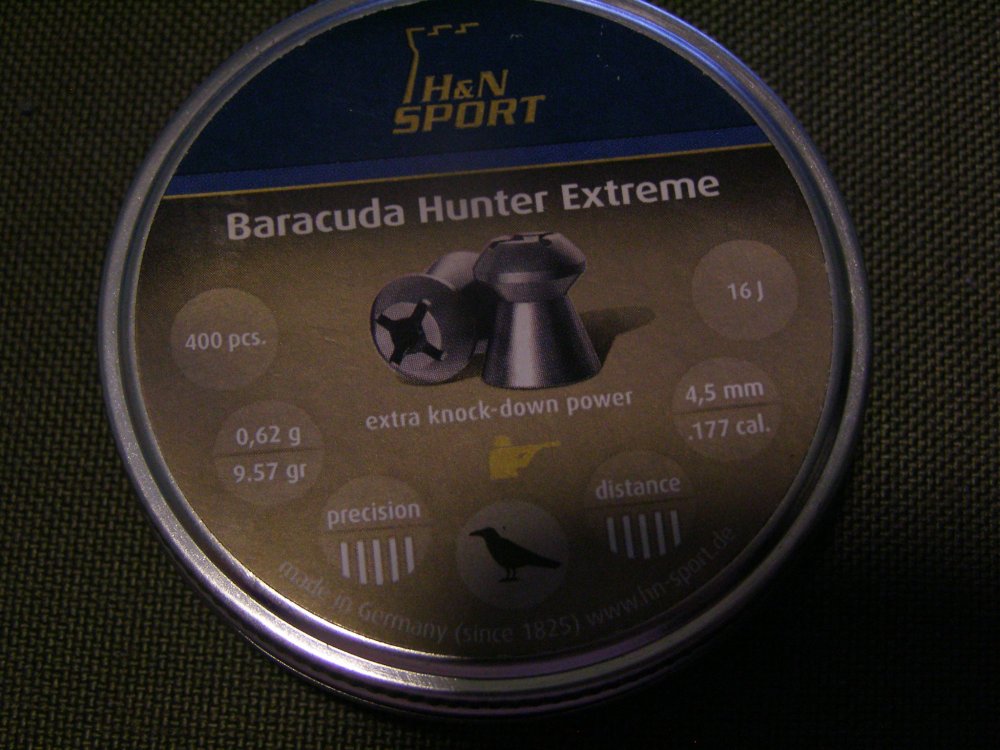 H&N
SPORT
Baracuda Hunter Extreme
400 pcs.
16 J
extra knock-down power
0,62 g
9.57 gr
4,5 mm
.177 cal.
precision
distance
made in Germany (since 1825) www.hn-sport.de